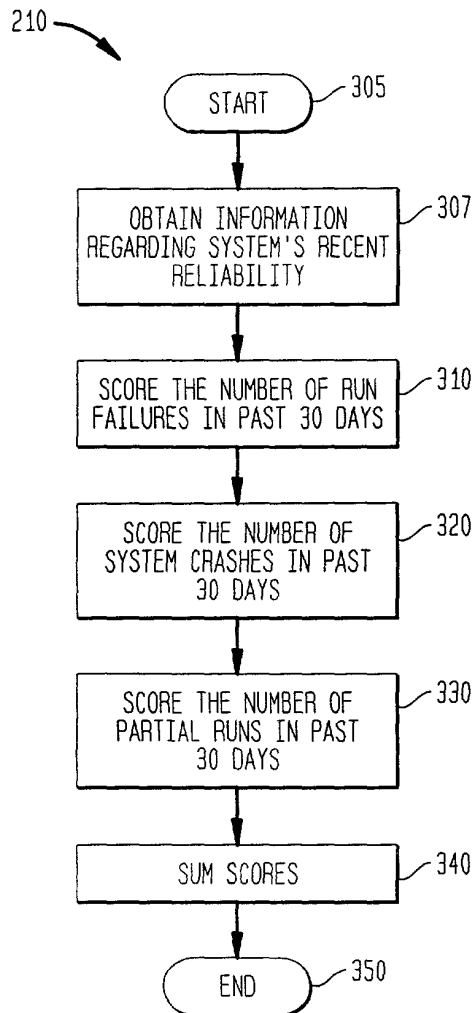 210
START
305
OBTAIN INFORMATION
REGARDING SYSTEM'S RECENT
RELIABILITY
307
SCORE THE NUMBER OF RUN
FAILURES IN PAST 30 DAYS
310
SCORE THE NUMBER OF
SYSTEM CRASHES IN PAST
30 DAYS
320
SCORE THE NUMBER OF
PARTIAL RUNS IN PAST
30 DAYS
330
SUM SCORES
340
END
350